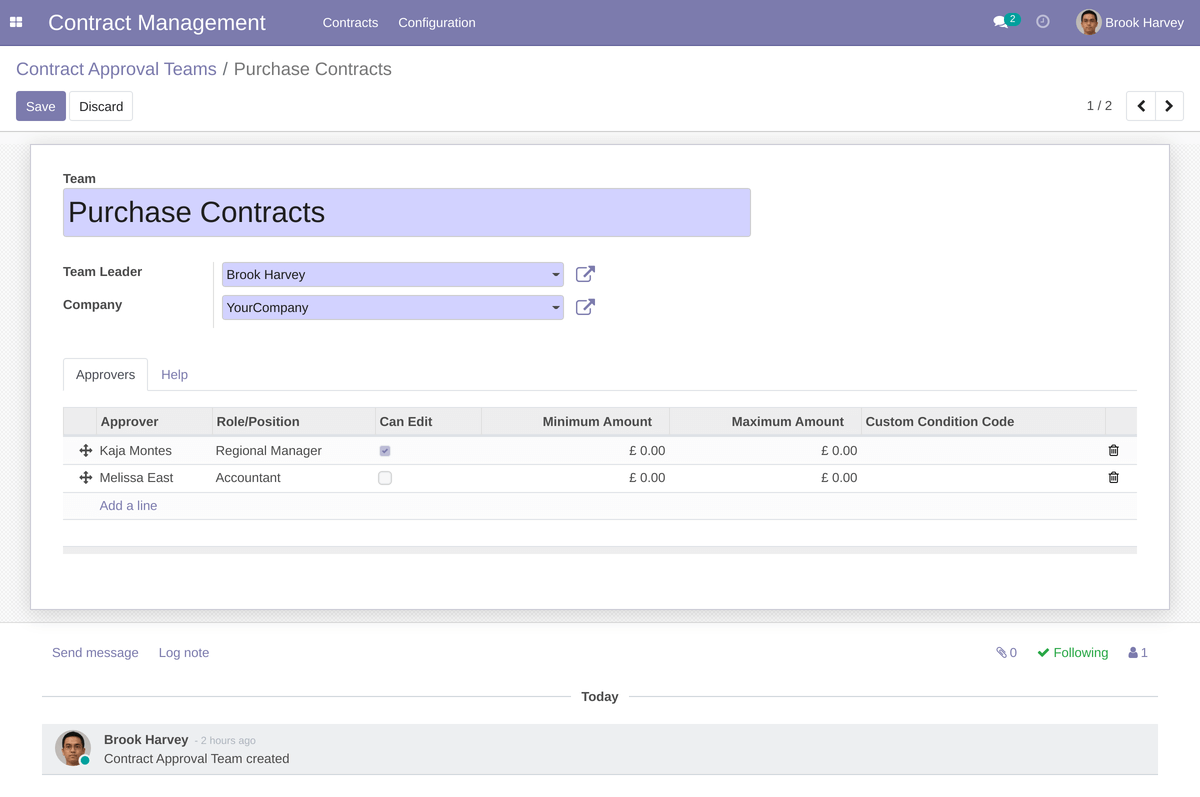 Contract Management Contracts Configuration 2 Brook Harvey
Contract Approval Teams / Purchase Contracts
Save Discard 1 / 2
Team
Purchase Contracts
Team Leader Brook Harvey
Company YourCompany
Approvers Help
Approver Role/Position Can Edit Minimum Amount Maximum Amount Custom Condition Code
Kaja Montes Regional Manager £ 0.00 £ 0.00
Melissa East Accountant £ 0.00 £ 0.00
Add a line
Send message Log note 0 Following 1
Today
Brook Harvey - 2 hours ago
Contract Approval Team created